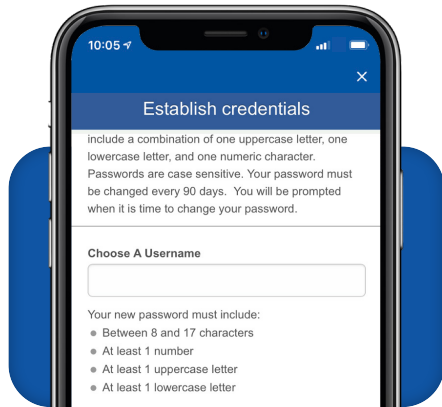 10:05
Establish credentials
include a combination of one uppercase letter, one
lowercase letter, and one numeric character.
Passwords are case sensitive. Your password must
be changed every 90 days.  You will be prompted
when it is time to change your password.
Choose A Username
Your new password must include:
Between 8 and 17 characters
At least 1 number
At least 1 uppercase letter
At least 1 lowercase letter